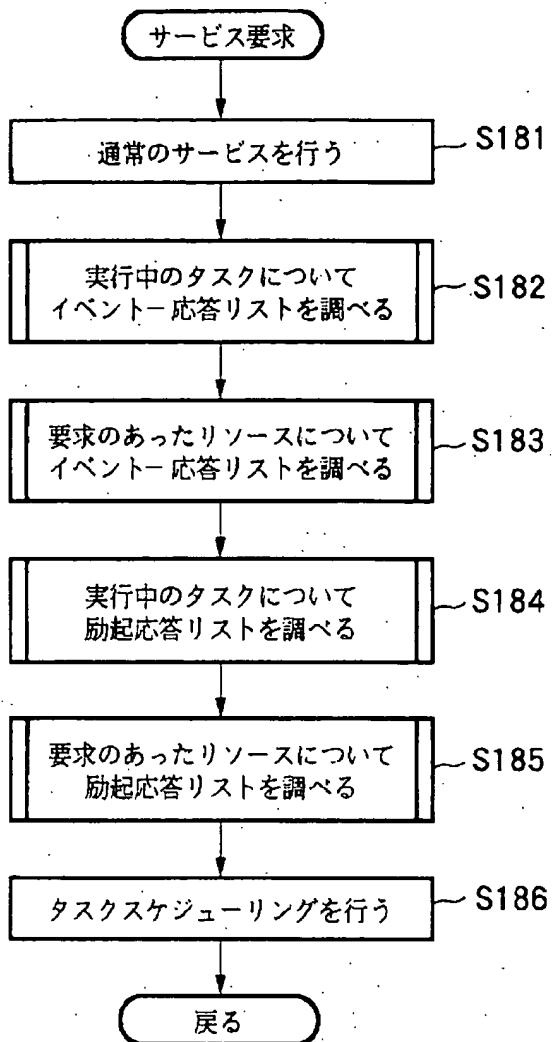 サービス要求
通常のサービスを行う
S181
実行中のタスクについて
イベントー応答リストを調べる
S182
要求のあったリソースについて
イベントー応答リストを調べる
S183
実行中のタスクについて
励起応答リストを調べる
S184
要求のあったリソースについて
励起応答リストを調べる
S185
タスクスケジューリングを行う
S186
戻る